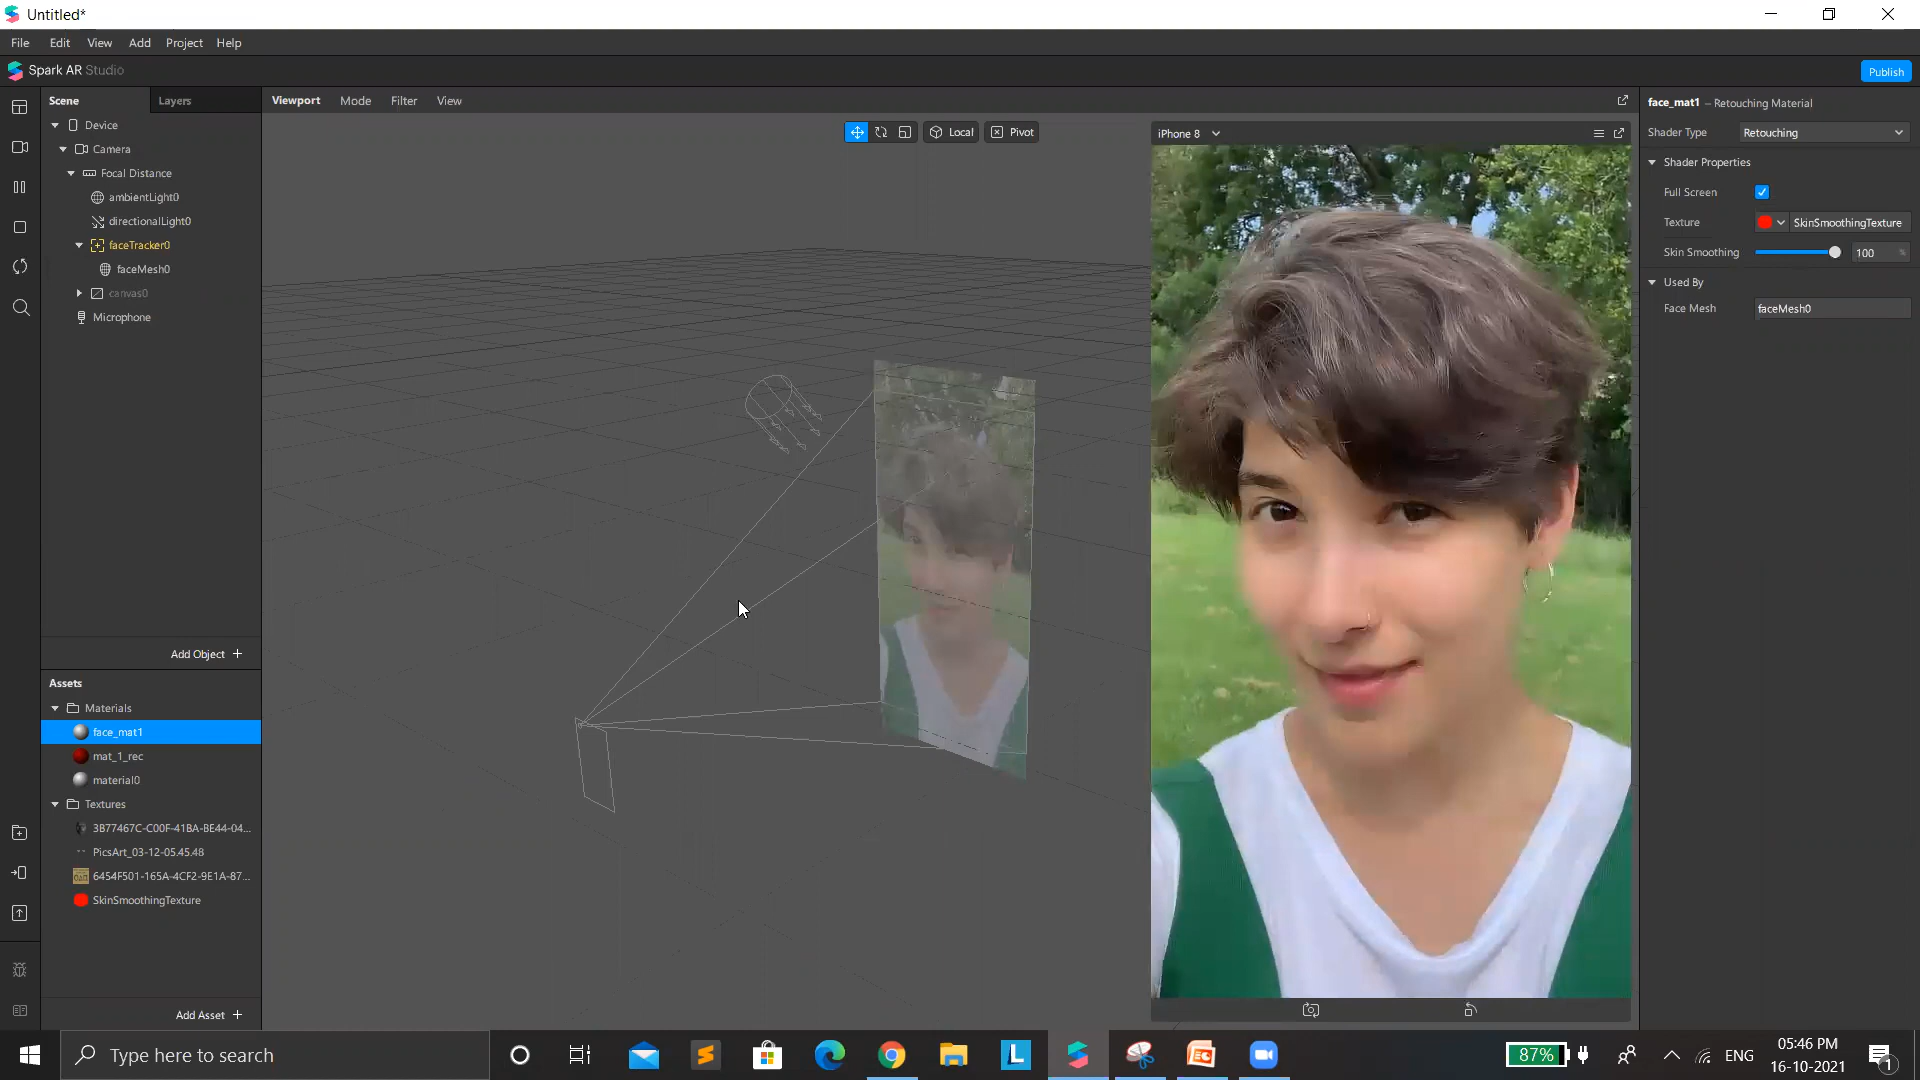 Untitled*
File Edit View Add Project Help
Spark AR Studio
Publish
Scene Layers
Device
Camera
Focal Distance
ambientLight0
directionalLight0
faceTracker0
faceMesh0
canvas0
Microphone
Add Object +
Assets
Materials
face_mat1
mat_1_rec
material0
Textures
3B77467C-C00F-41BA-BE44-04...
PicsArt_03-12-05.45.48
6454F501-165A-4CF2-9E1A-87...
SkinSmoothingTexture
Add Asset +
Viewport Mode Filter View
Local Pivot
iPhone 8
face_mat1 – Retouching Material
Shader Type Retouching
Shader Properties
Full Screen
Texture SkinSmoothingTexture
Skin Smoothing 100 %
Used By
Face Mesh faceMesh0
Type here to search
L
87%
ENG
05:46 PM
16-10-2021
1